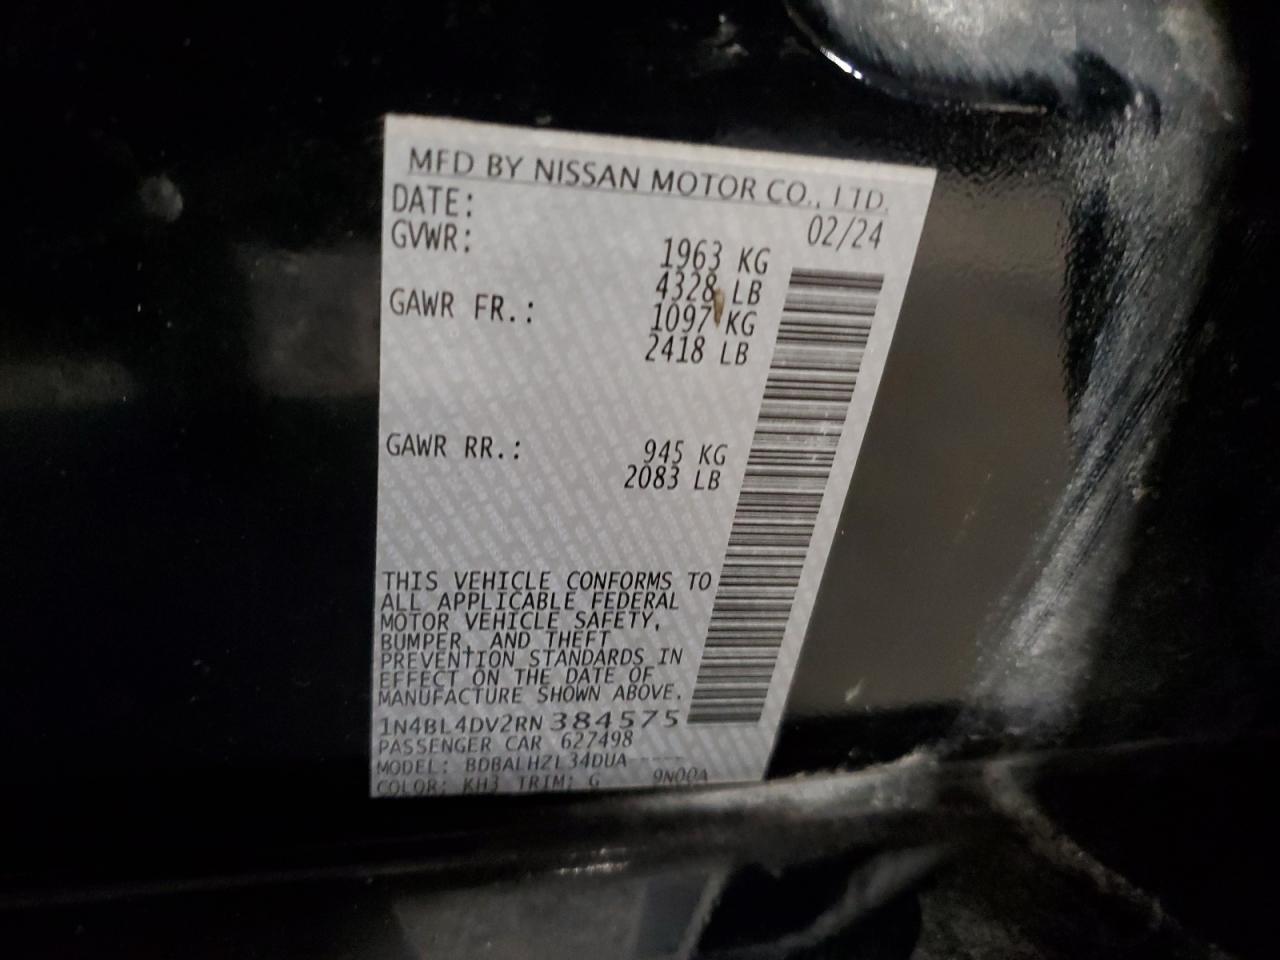 MFD BY NISSAN MOTOR CO., LTD.
DATE: 02/24
GVWR: 1963 KG
4328 LB
GAWR FR.: 1097 KG
2418 LB
GAWR RR.: 945 KG
2083 LB
THIS VEHICLE CONFORMS TO
ALL APPLICABLE FEDERAL
MOTOR VEHICLE SAFETY,
BUMPER, AND THEFT
PREVENTION STANDARDS IN
EFFECT ON THE DATE OF
MANUFACTURE SHOWN ABOVE.
1N4BL4DV2RN384575
PASSENGER CAR 627498
MODEL: BDBALHZL34DUA-----
COLOR: KH3 TRIM: G 9N00A